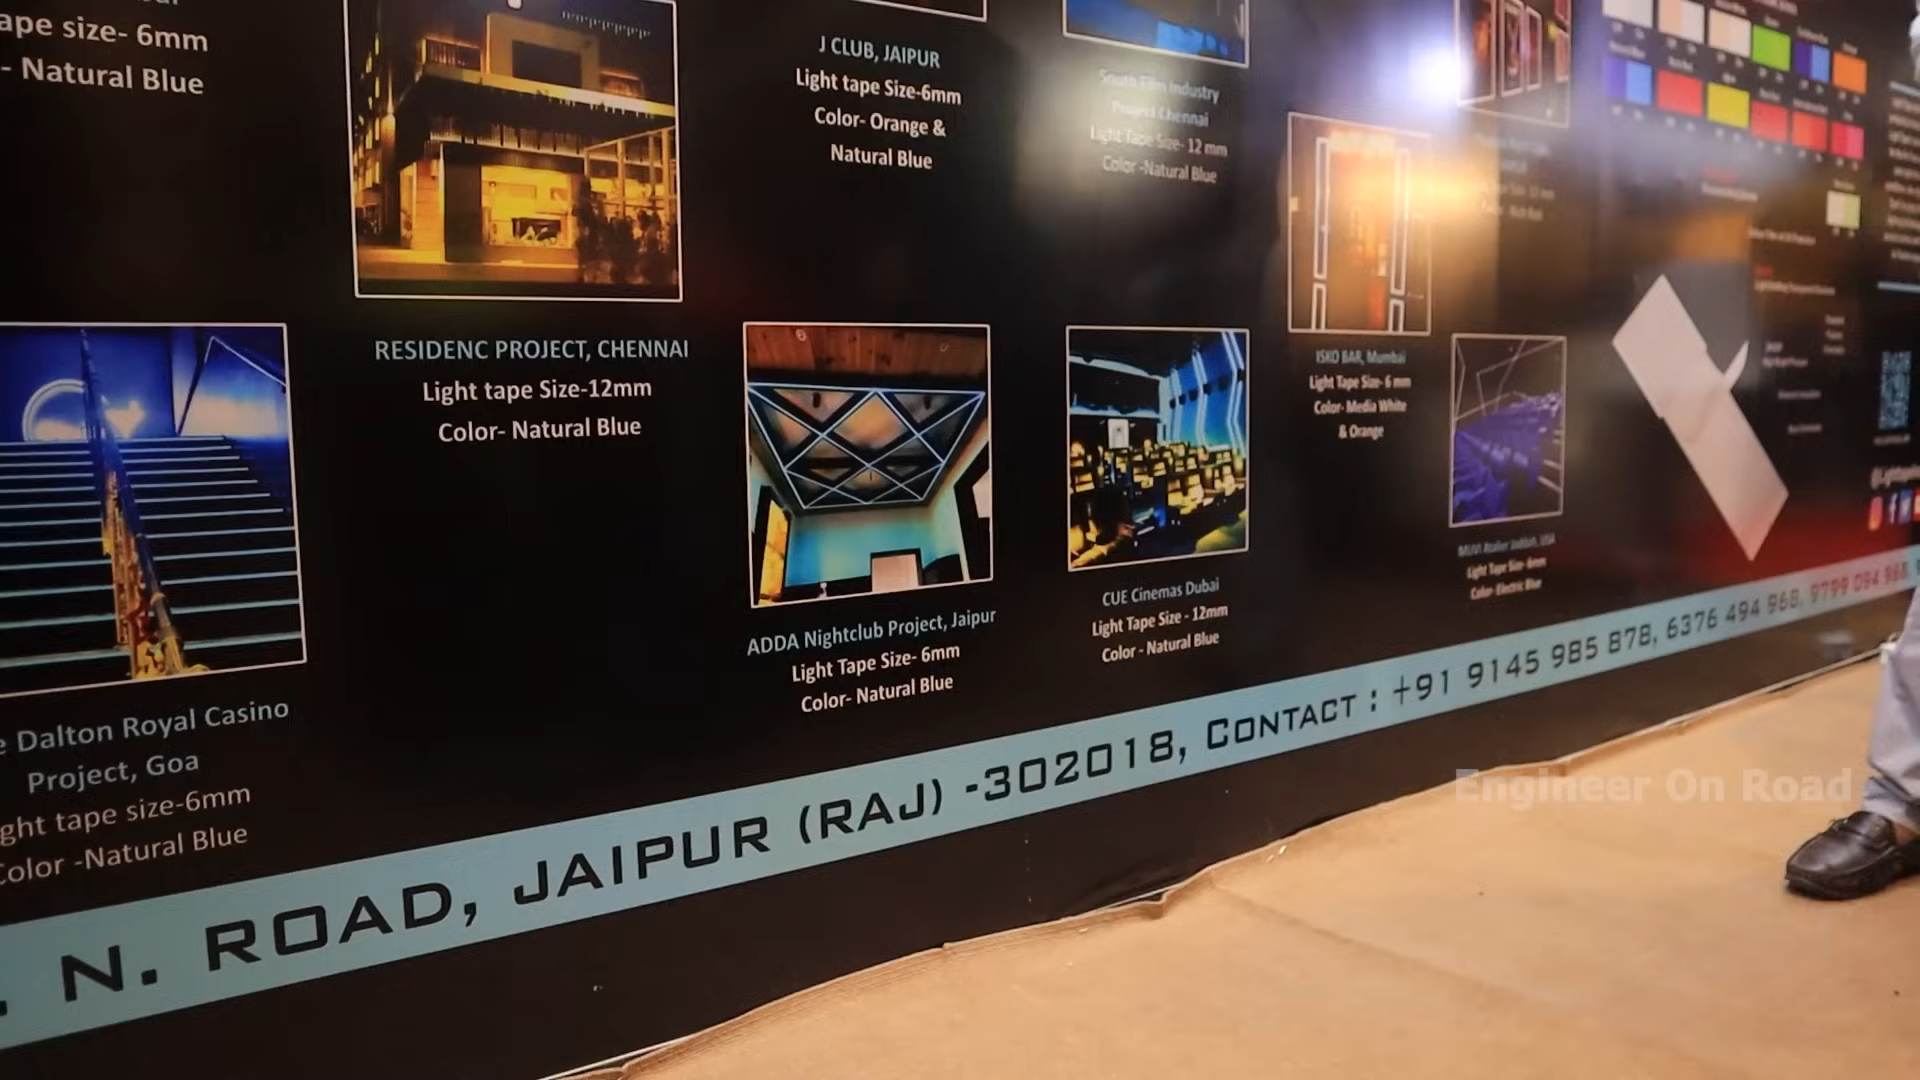 ape size- 6mm
- Natural Blue
RESIDENC PROJECT, CHENNAI
Light tape Size-12mm
Color- Natural Blue
e Dalton Royal Casino
Project, Goa
ght tape size-6mm
Color -Natural Blue
J CLUB, JAIPUR
Light tape Size-6mm
Color- Orange &
Natural Blue
ADDA Nightclub Project, Jaipur
Light Tape Size- 6mm
Color- Natural Blue
South Film Industry
Project Chennai
Light Tape Size- 12 mm
Color -Natural Blue
CUE Cinemas Dubai
Light Tape Size - 12mm
Color - Natural Blue
ISKO BAR, Mumbai
Light Tape Size- 6 mm
Color- Media White
& Orange
Light Tape Size- 6mm
Color- Electric Blue
. N. ROAD, JAIPUR (RAJ) -302018, CONTACT : +91 9145 985 878, 6376 494 968, 9799 094 968,
Engineer On Road